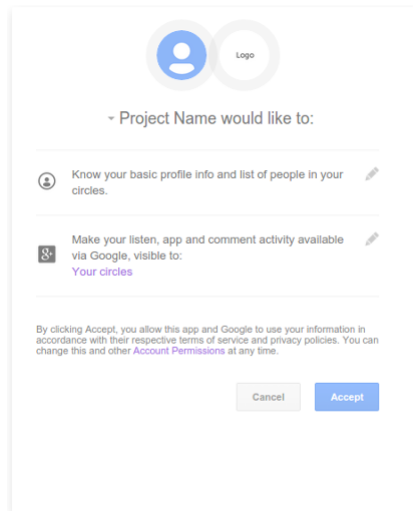 Logo
Project Name would like to:
Know your basic profile info and list of people in your
circles.
Make your listen, app and comment activity available
via Google, visible to:
Your circles
By clicking Accept, you allow this app and Google to use your information in
accordance with their respective terms of service and privacy policies. You can
change this and other Account Permissions at any time.
Cancel Accept